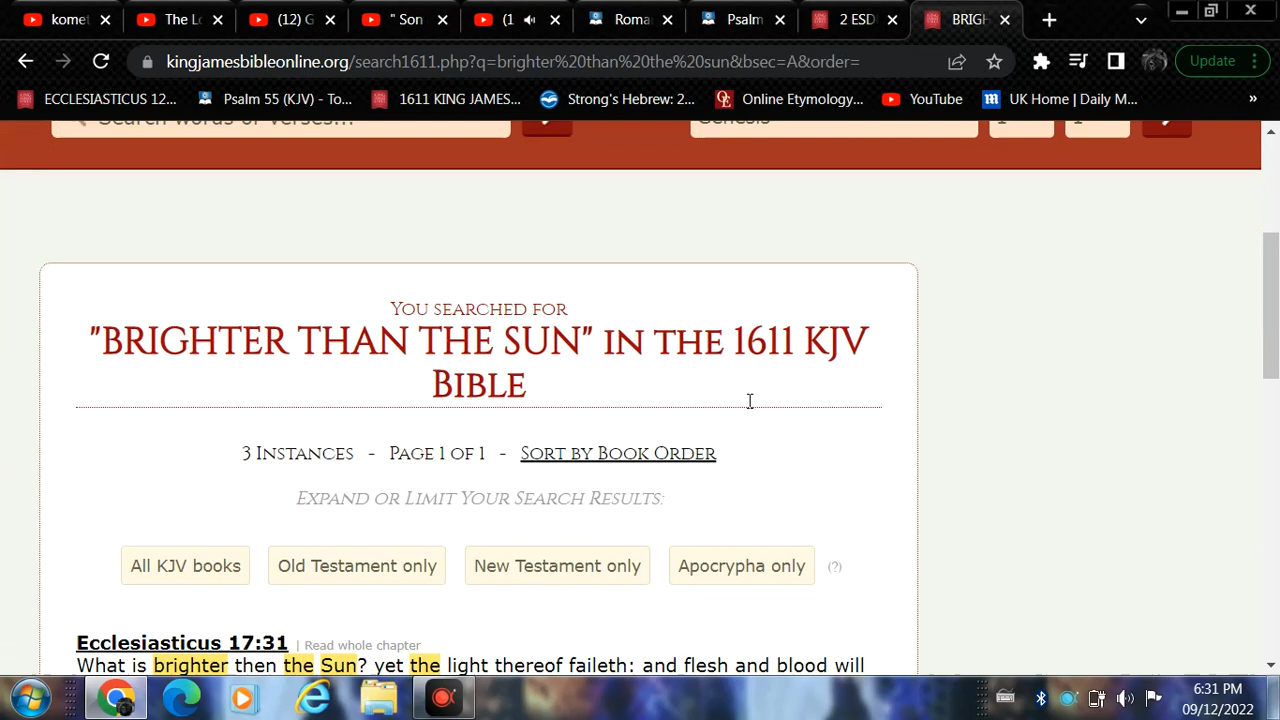 komet
The Lo
(12) G
" Son
(1
Roma
Psalm
2 ESD
BRIGH
kingjamesbibleonline.org/search1611.php?q=brighter%20than%20the%20sun&bsec=A&order=
Update
ECCLESIASTICUS 12...
Psalm 55 (KJV) - To...
1611 KING JAMES...
Strong's Hebrew: 2...
Online Etymology...
YouTube
UK Home | Daily M...
»
Search words or verses...
Genesis
1
1
You searched for
"BRIGHTER THAN THE SUN" in the 1611 KJV
Bible
3 Instances - Page 1 of 1 - Sort by Book Order
Expand or Limit Your Search Results:
All KJV books
Old Testament only
New Testament only
Apocrypha only
(?)
Ecclesiasticus 17:31 | Read whole chapter
What is brighter then the Sun? yet the light thereof faileth: and flesh and blood will
6:31 PM
09/12/2022